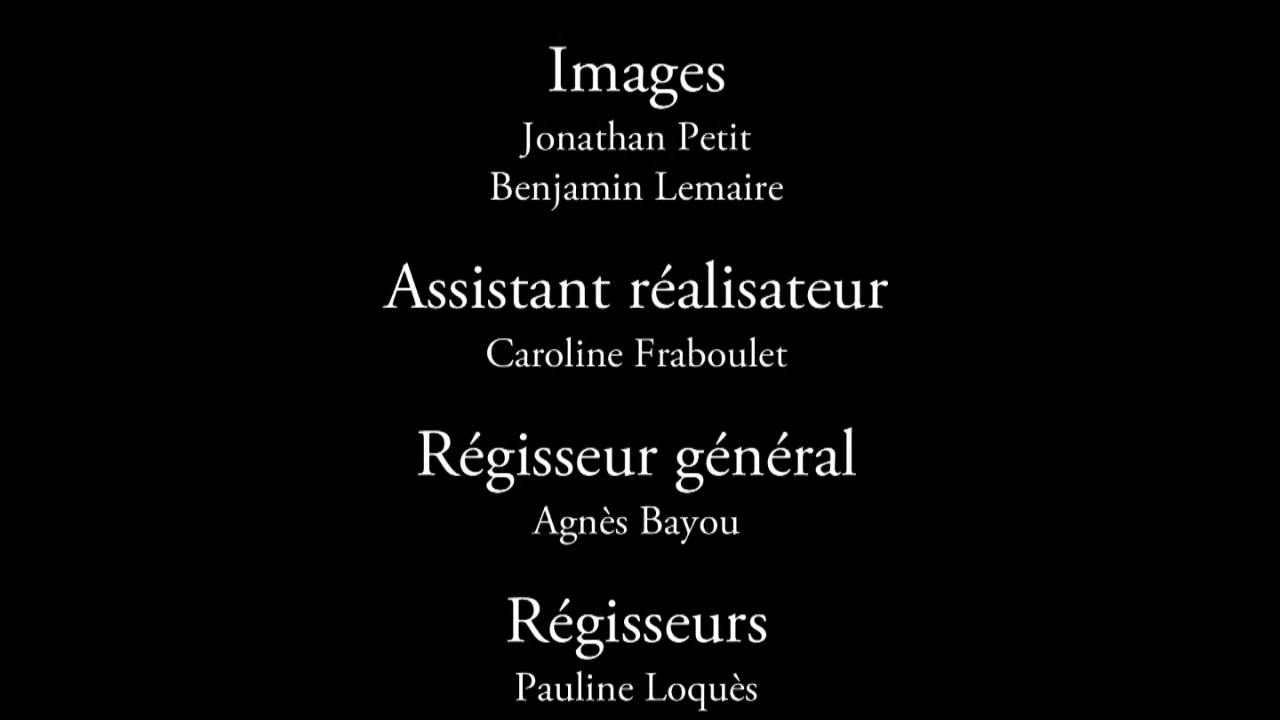 Images
Jonathan Petit
Benjamin Lemaire
Assistant réalisateur
Caroline Fraboulet
Régisseur général
Agnès Bayou
Régisseurs
Pauline Loquès